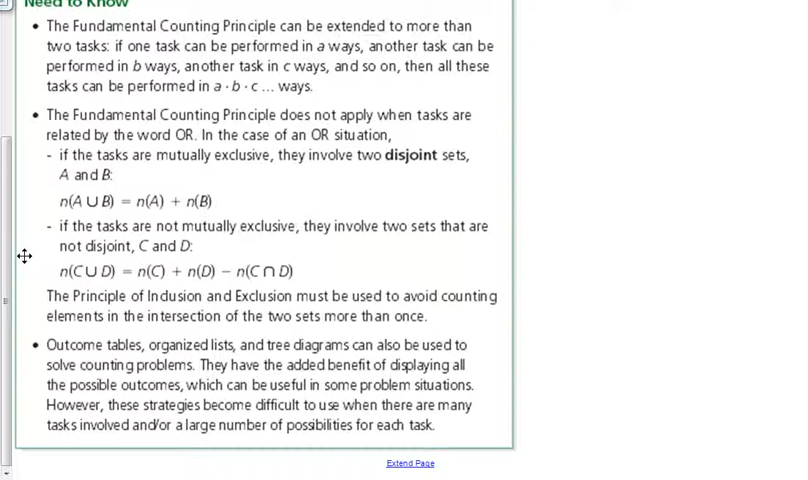 Need to Know
• The Fundamental Counting Principle can be extended to more than
two tasks: if one task can be performed in a ways, another task can be
performed in b ways, another task in c ways, and so on, then all these
tasks can be performed in a · b · c ... ways.
• The Fundamental Counting Principle does not apply when tasks are
related by the word OR. In the case of an OR situation,
- if the tasks are mutually exclusive, they involve two disjoint sets,
A and B:
n(A ∪ B) = n(A) + n(B)
- if the tasks are not mutually exclusive, they involve two sets that are
not disjoint, C and D:
n(C ∪ D) = n(C) + n(D) − n(C ∩ D)
The Principle of Inclusion and Exclusion must be used to avoid counting
elements in the intersection of the two sets more than once.
• Outcome tables, organized lists, and tree diagrams can also be used to
solve counting problems. They have the added benefit of displaying all
the possible outcomes, which can be useful in some problem situations.
However, these strategies become difficult to use when there are many
tasks involved and/or a large number of possibilities for each task.
Extend Page